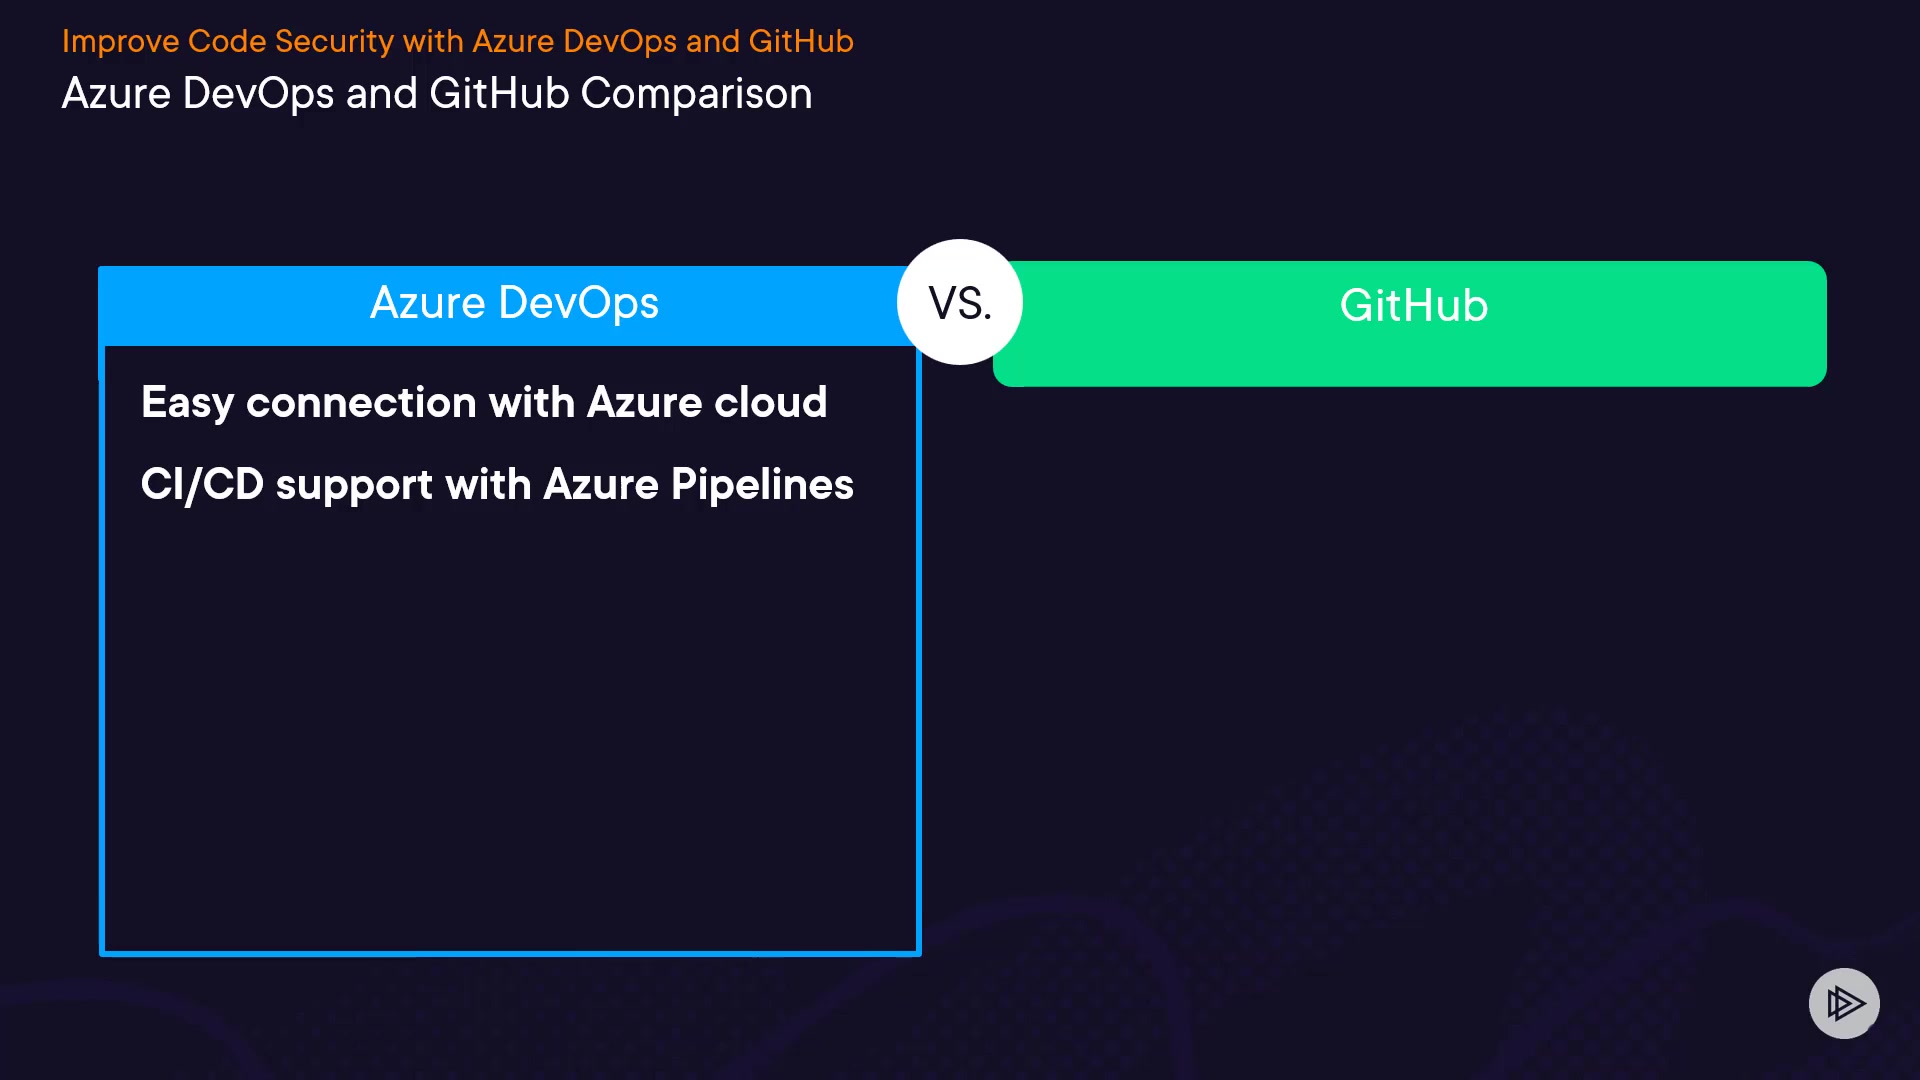 Improve Code Security with Azure DevOps and GitHub
Azure DevOps and GitHub Comparison
Azure DevOps
VS.
GitHub
Easy connection with Azure cloud
CI/CD support with Azure Pipelines